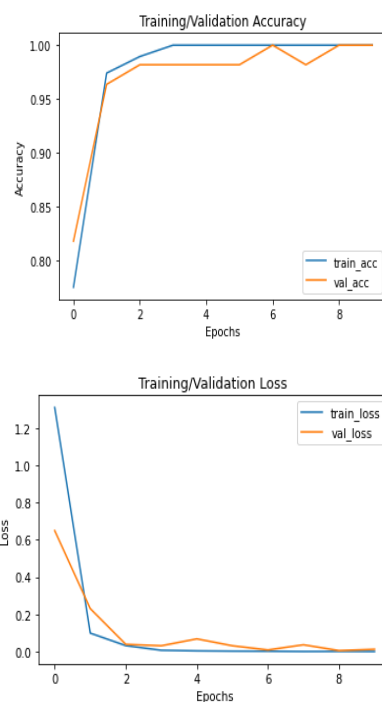 Training/Validation Accuracy
1.00
0.95
0.90
0.85
0.80
Accuracy
train_acc
val_acc
0 2 4 6 8
Epochs
Training/Validation Loss
1.2
1.0
0.8
0.6
0.4
0.2
0.0
Loss
train_loss
val_loss
0 2 4 6 8
Epochs